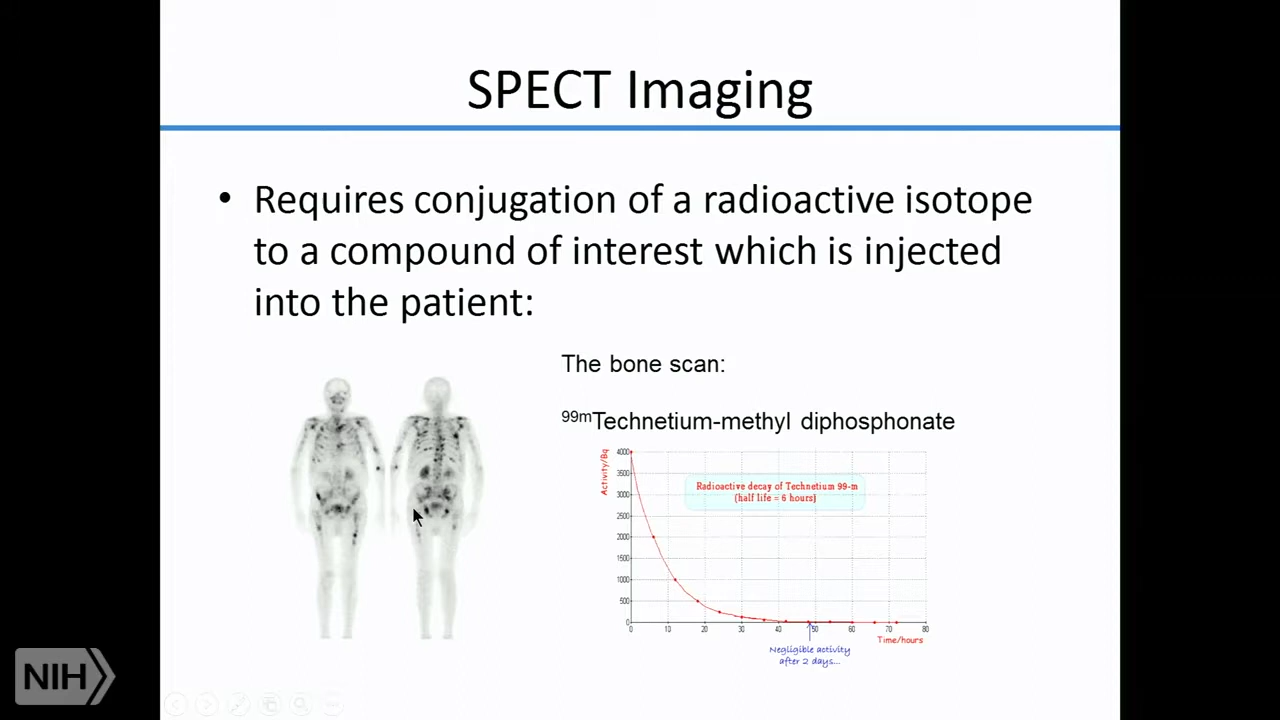 SPECT Imaging
• Requires conjugation of a radioactive isotope
to a compound of interest which is injected
into the patient:
The bone scan:
99mTechnetium-methyl diphosphonate
Activity/Bq
4000
3500
3000
2500
2000
1500
1000
500
0
Radioactive decay of Technetium 99-m
(half life = 6 hours)
0 10 20 30 40 50 60 70 80
Time/hours
Negligible activity
after 2 days...
NIH